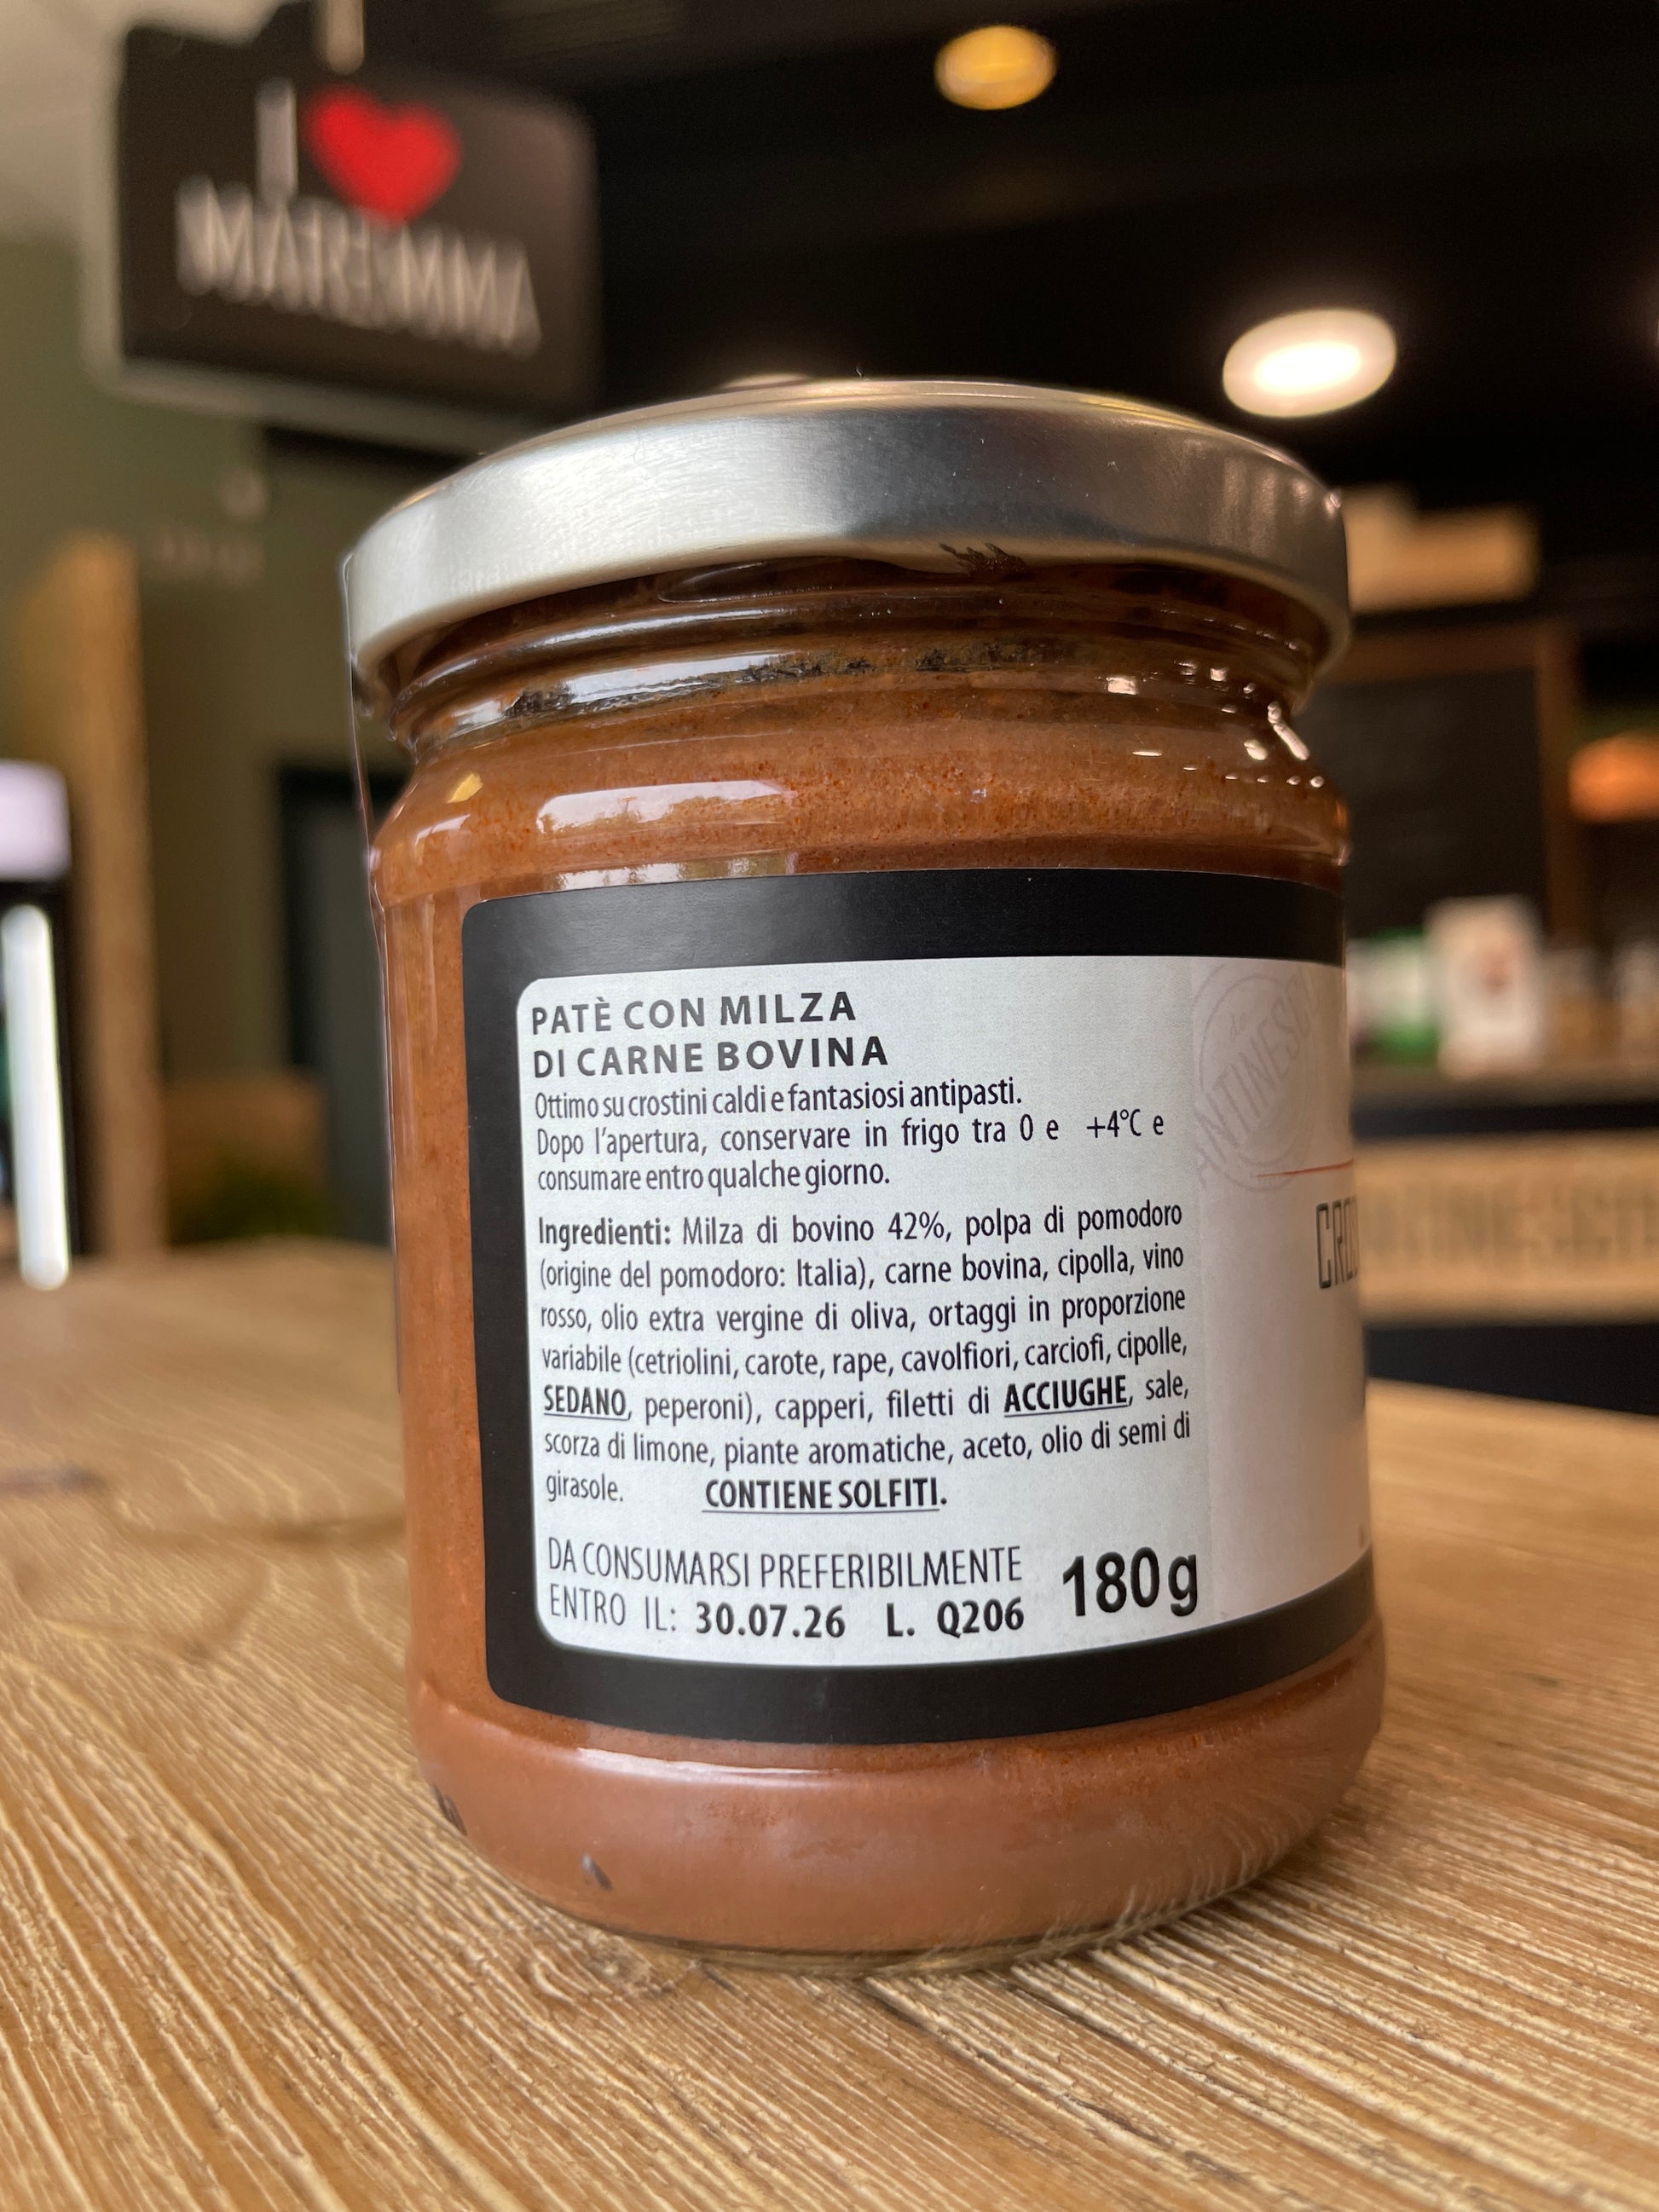 I
MAREMMA
PATÈ CON MILZA
DI CARNE BOVINA
Ottimo su crostini caldi e fantasiosi antipasti.
Dopo l'apertura, conservare in frigo tra 0 e +4°C e
consumare entro qualche giorno.
Ingredienti: Milza di bovino 42%, polpa di pomodoro
(origine del pomodoro: Italia), carne bovina, cipolla, vino
rosso, olio extra vergine di oliva, ortaggi in proporzione
variabile (cetriolini, carote, rape, cavolfiori, carciofi, cipolle,
SEDANO, peperoni), capperi, filetti di ACCIUGHE, sale,
scorza di limone, piante aromatiche, aceto, olio di semi di
girasole. CONTIENE SOLFITI.
DA CONSUMARSI PREFERIBILMENTE
ENTRO IL: 30.07.26 L. Q206 180g